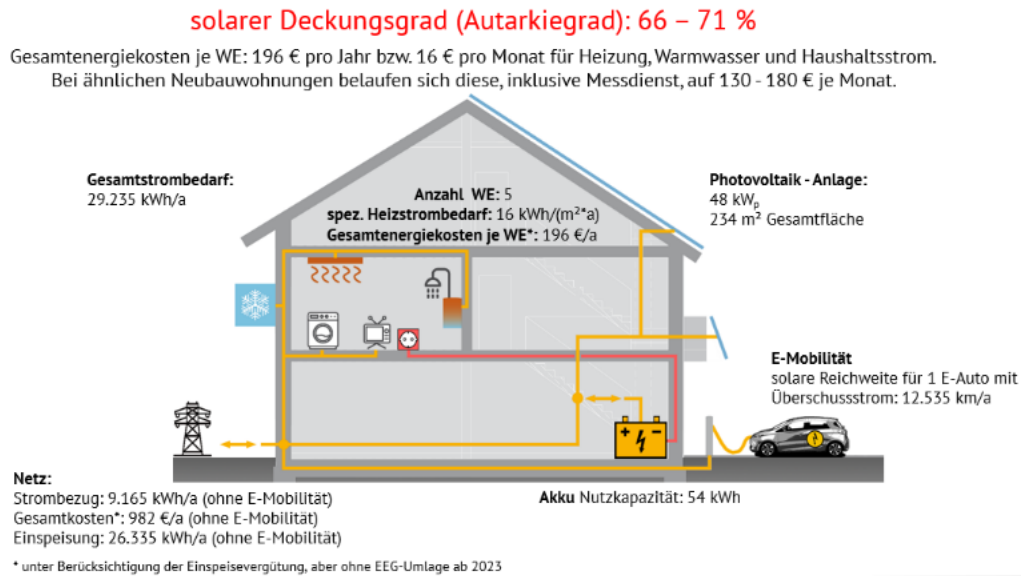 solarer Deckungsgrad (Autarkiegrad): 66 – 71 %
Gesamtenergiekosten je WE: 196 € pro Jahr bzw. 16 € pro Monat für Heizung, Warmwasser und Haushaltsstrom.
Bei ähnlichen Neubauwohnungen belaufen sich diese, inklusive Messdienst, auf 130 - 180 € je Monat.
Gesamtstrombedarf:
29.235 kWh/a
Anzahl WE: 5
spez. Heizstrombedarf: 16 kWh/(m²*a)
Gesamtenergiekosten je WE*: 196 €/a
Photovoltaik - Anlage:
48 kWp
234 m² Gesamtfläche
E-Mobilität
solare Reichweite für 1 E-Auto mit
Überschussstrom: 12.535 km/a
Netz:
Strombezug: 9.165 kWh/a (ohne E-Mobilität)
Gesamtkosten*: 982 €/a (ohne E-Mobilität)
Einspeisung: 26.335 kWh/a (ohne E-Mobilität)
Akku Nutzkapazität: 54 kWh
* unter Berücksichtigung der Einspeisevergütung, aber ohne EEG-Umlage ab 2023